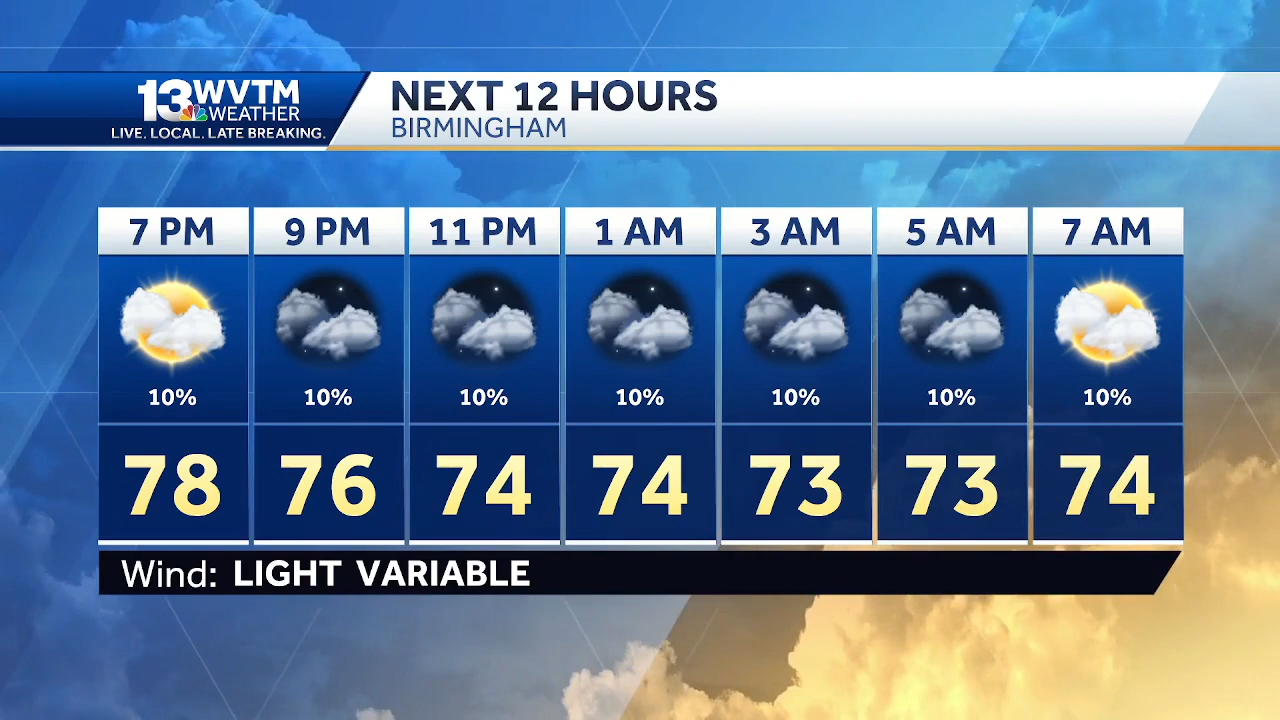 13 WVTM
WEATHER
LIVE. LOCAL. LATE BREAKING.
NEXT 12 HOURS
BIRMINGHAM
7 PM 9 PM 11 PM 1 AM 3 AM 5 AM 7 AM
10% 10% 10% 10% 10% 10% 10%
78 76 74 74 73 73 74
Wind: LIGHT VARIABLE